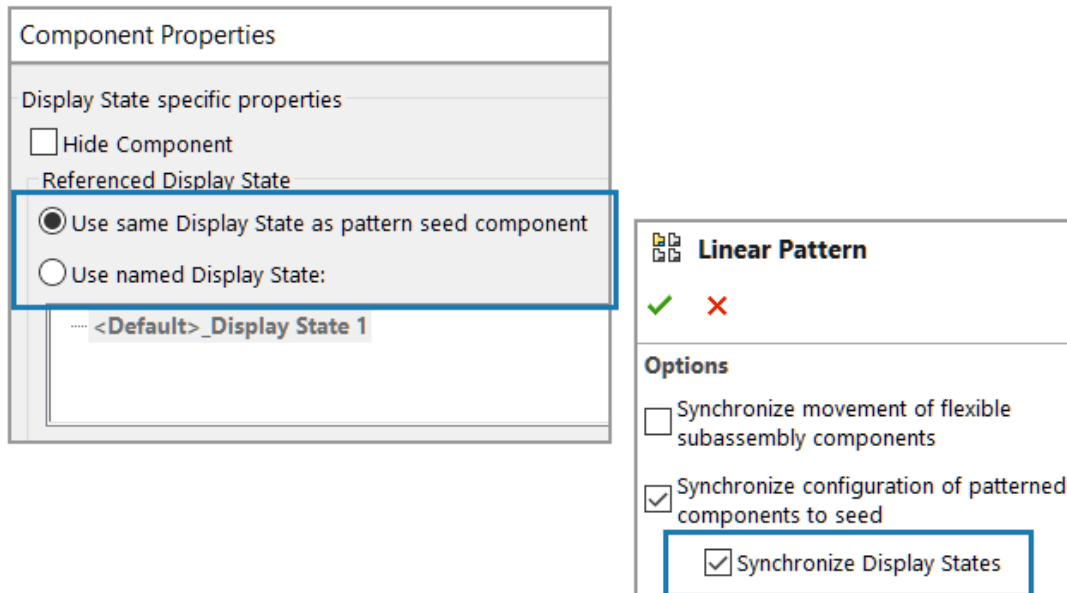 Component Properties
Display State specific properties
Hide Component
Referenced Display State
Use same Display State as pattern seed component
Use named Display State:
<Default>_Display State 1
Linear Pattern
Options
Synchronize movement of flexible
subassembly components
Synchronize configuration of patterned
components to seed
Synchronize Display States